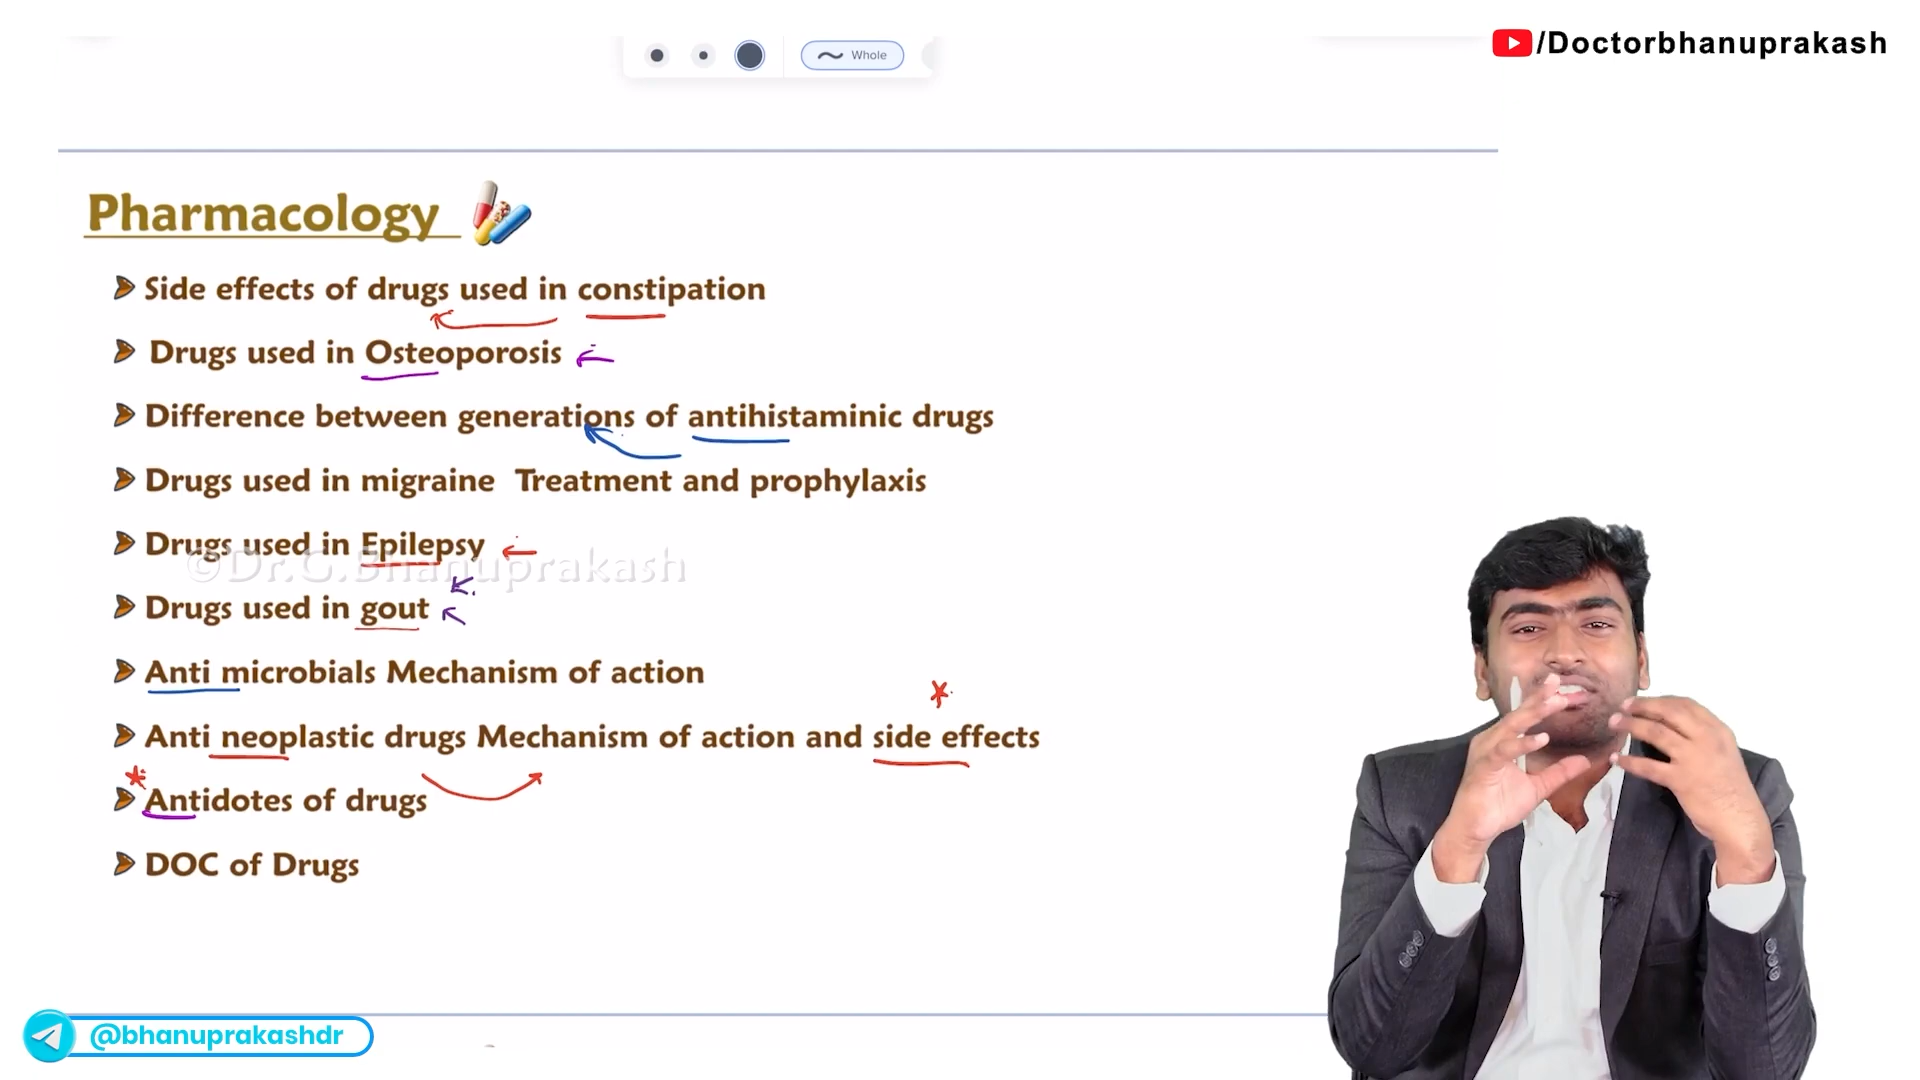 /Doctorbhanuprakash
Whole
Pharmacology
Side effects of drugs used in constipation
Drugs used in Osteoporosis
Difference between generations of antihistaminic drugs
Drugs used in migraine Treatment and prophylaxis
Drugs used in Epilepsy
©Dr.G.Bhanuprakash
Drugs used in gout
Anti microbials Mechanism of action
Anti neoplastic drugs Mechanism of action and side effects
Antidotes of drugs
DOC of Drugs
@bhanuprakashdr